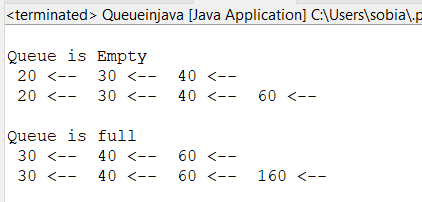 <terminated> Queueinjava [Java Application] C:\Users\sobia\.p
Queue is Empty
20 <-- 30 <-- 40 <--
20 <-- 30 <-- 40 <-- 60 <--
Queue is full
30 <-- 40 <-- 60 <--
30 <-- 40 <-- 60 <-- 160 <--